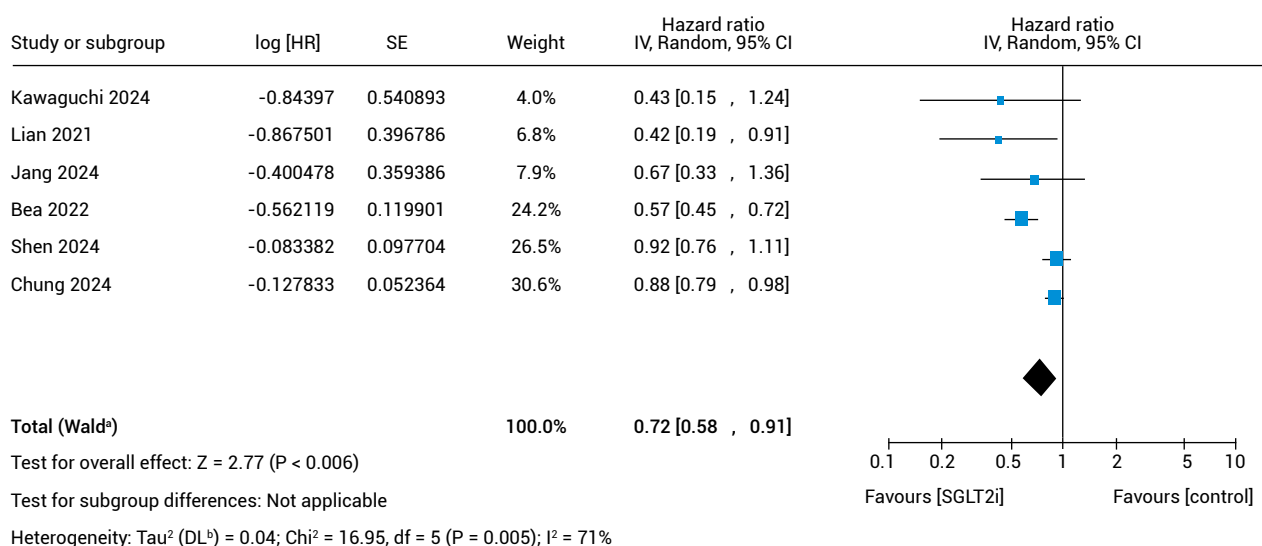 Hazard ratio Hazard ratio
Study or subgroup log [HR] SE Weight IV, Random, 95% CI IV, Random, 95% CI
Kawaguchi 2024 -0.84397 0.540893 4.0% 0.43 [0.15 , 1.24]
Lian 2021 -0.867501 0.396786 6.8% 0.42 [0.19 , 0.91]
Jang 2024 -0.400478 0.359386 7.9% 0.67 [0.33 , 1.36]
Bea 2022 -0.562119 0.119901 24.2% 0.57 [0.45 , 0.72]
Shen 2024 -0.083382 0.097704 26.5% 0.92 [0.76 , 1.11]
Chung 2024 -0.127833 0.052364 30.6% 0.88 [0.79 , 0.98]
Total (Waldᵃ) 100.0% 0.72 [0.58 , 0.91]
Test for overall effect: Z = 2.77 (P < 0.006) 0.1 0.2 0.5 1 2 5 10
Test for subgroup differences: Not applicable Favours [SGLT2i] Favours [control]
Heterogeneity: Tau² (DLᵇ) = 0.04; Chi² = 16.95, df = 5 (P = 0.005); I² = 71%